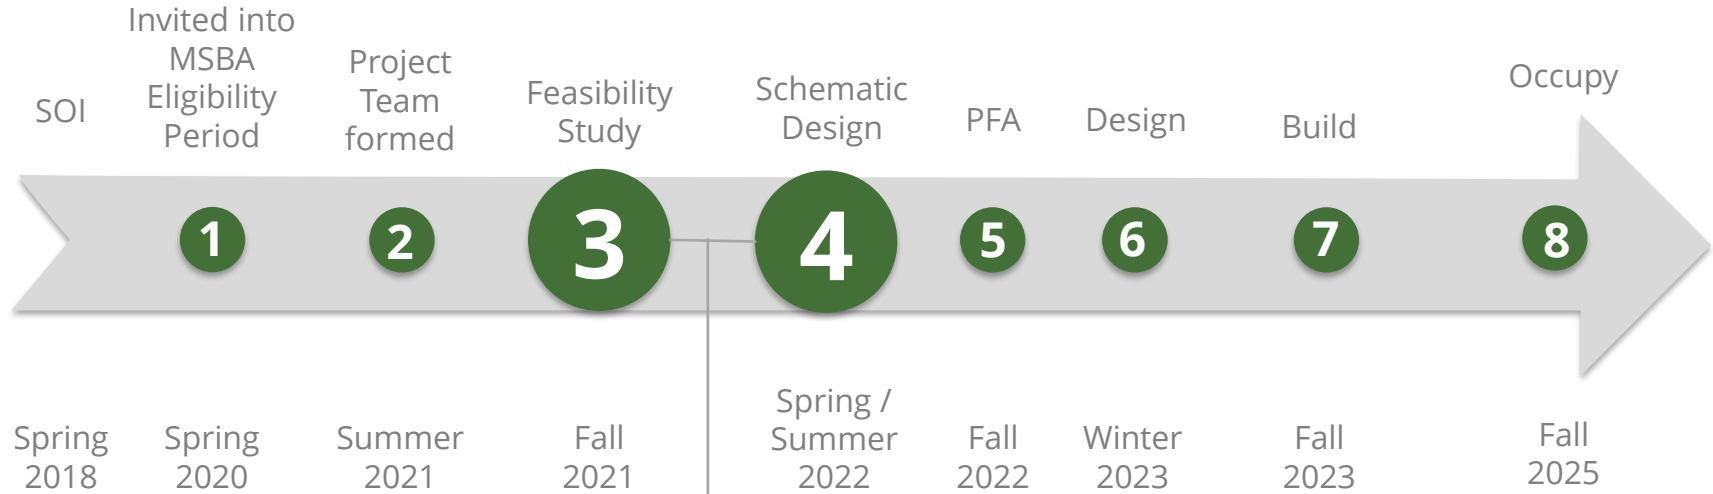 SOI
Invited into
MSBA
Eligibility
Period
Project
Team
formed
Feasibility
Study
Schematic
Design
PFA
Design
Build
Occupy
1
2
3
4
5
6
7
8
Spring
2018
Spring
2020
Summer
2021
Fall
2021
Spring /
Summer
2022
Fall
2022
Winter
2023
Fall
2023
Fall
2025